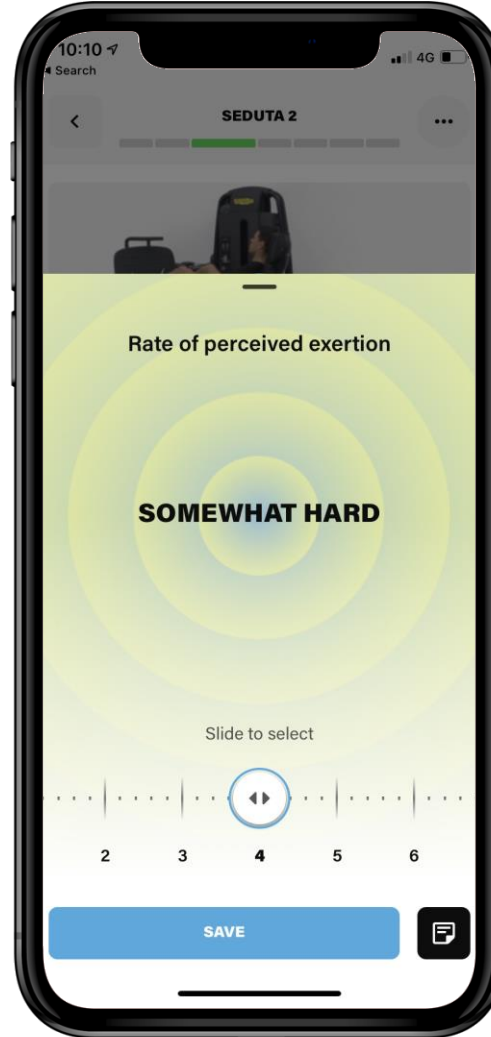 10:10
4G
Search
SEDUTA 2
Rate of perceived exertion
SOMEWHAT HARD
Slide to select
2 3 4 5 6
SAVE